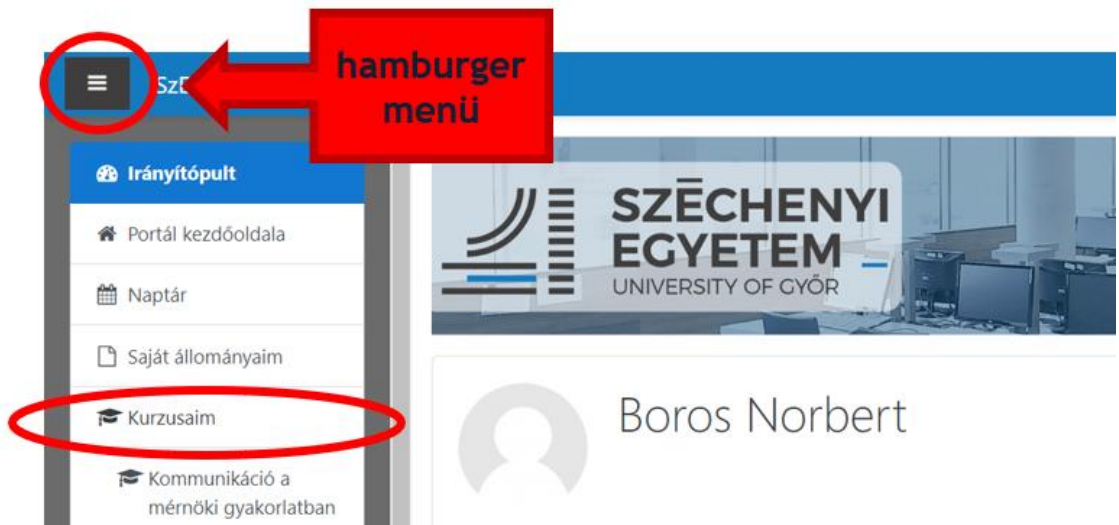 hamburger
menü
SzE
Irányítópult
Portál kezdőoldala
Naptár
Saját állományaim
Kurzusaim
Kommunikáció a
mérnöki gyakorlatban
SZĒCHENYI
EGYETEM
UNIVERSITY OF GYŐR
Boros Norbert